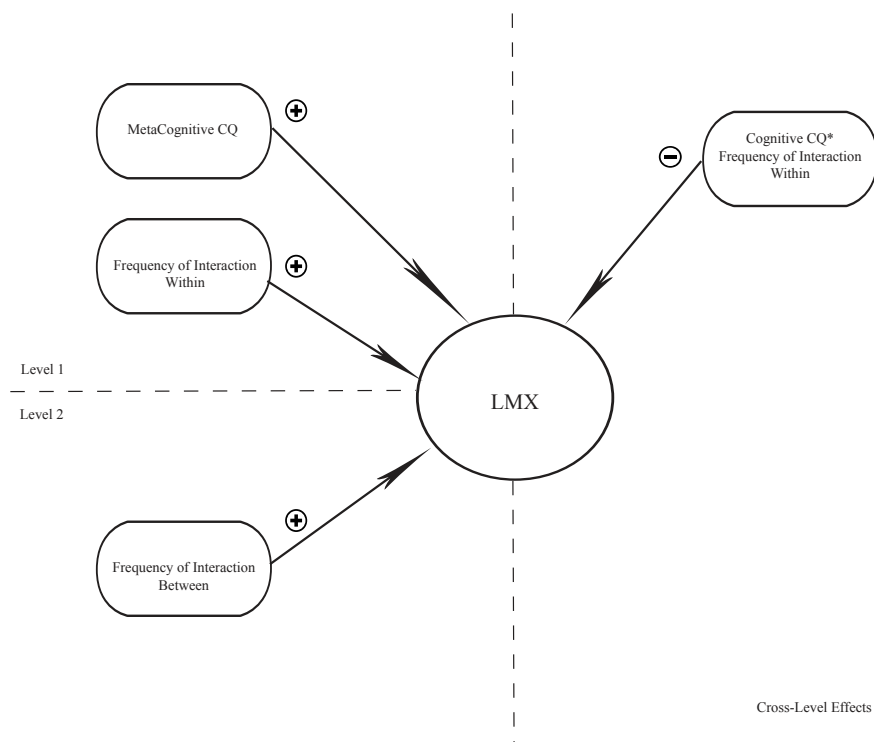 MetaCognitive CQ
+
Frequency of Interaction
Within
+
Level 1
Level 2
Frequency of Interaction
Between
+
LMX
Cognitive CQ*
Frequency of Interaction
Within
−
Cross-Level Effects